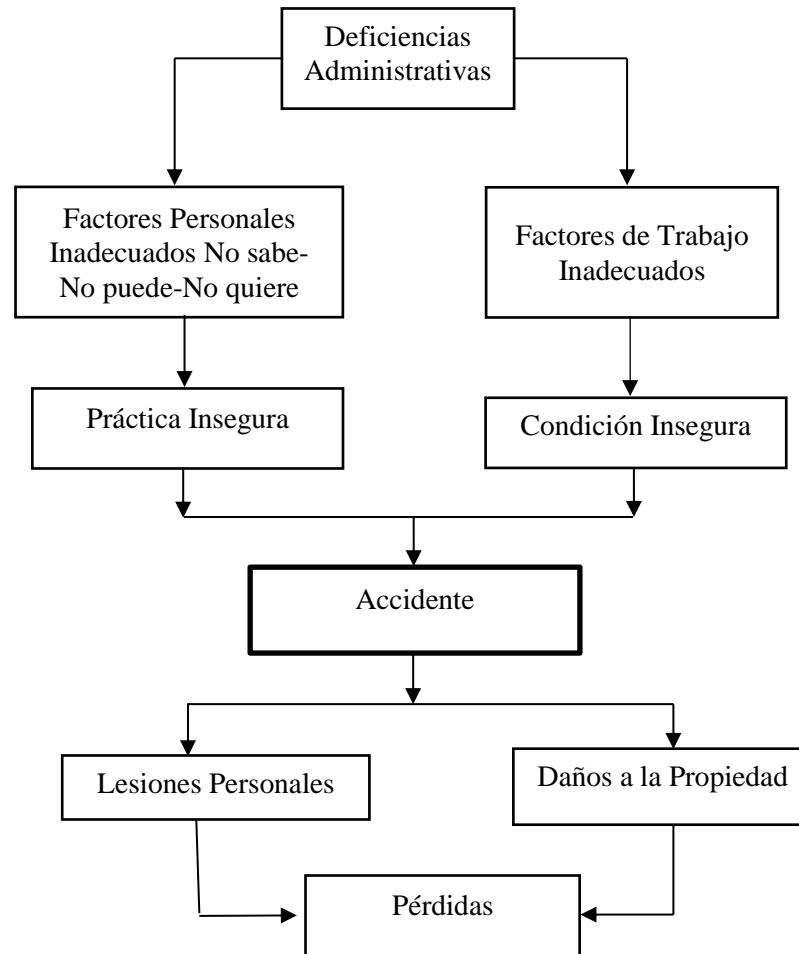 Deficiencias
Administrativas
Factores Personales
Inadecuados No sabe-
No puede-No quiere
Factores de Trabajo
Inadecuados
Práctica Insegura
Condición Insegura
Accidente
Lesiones Personales
Daños a la Propiedad
Pérdidas